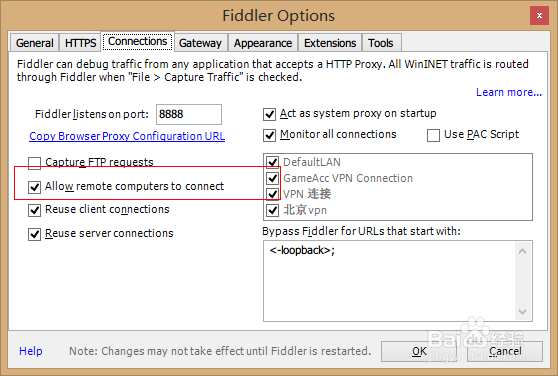 Fiddler Options
x
General HTTPS Connections Gateway Appearance Extensions Tools
Fiddler can debug traffic from any application that accepts a HTTP Proxy. All WinINET traffic is routed
through Fiddler when "File > Capture Traffic" is checked.
Learn more...
Fiddler listens on port: 8888
Copy Browser Proxy Configuration URL
Capture FTP requests
Allow remote computers to connect
Reuse client connections
Reuse server connections
Act as system proxy on startup
Monitor all connections Use PAC Script
DefaultLAN
GameAcc VPN Connection
VPN 连接
北京vpn
Bypass Fiddler for URLs that start with:
<-loopback>;
Help Note: Changes may not take effect until Fiddler is restarted. OK Cancel
Bai du 经验